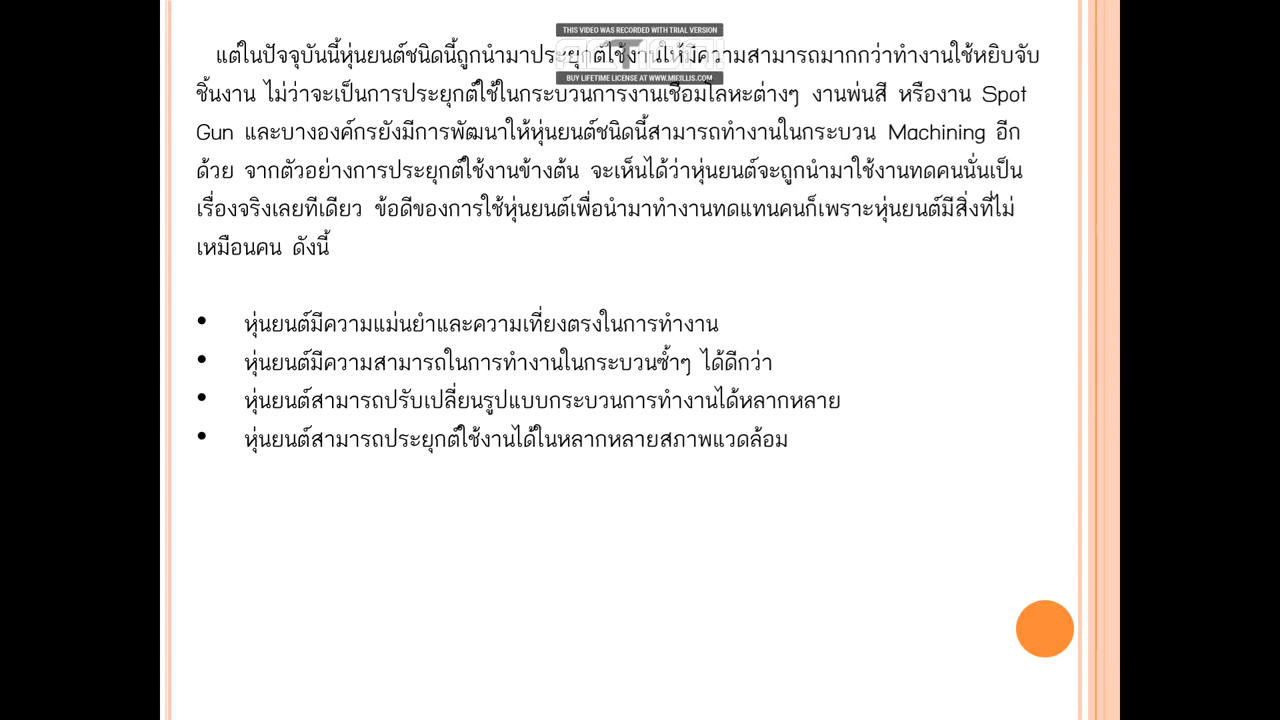 THIS VIDEO WAS RECORDED WITH TRIAL VERSION
แต่ในปัจจุบันนี้หุ่นยนต์ชนิดนี้ถูกนำมาประยุกต์ใช้งานให้มีความสามารถมากกว่าทำงานใช้หยิบจับ
BUY LIFETIME LICENSE AT WWW.MIRILLIS.COM
ชิ้นงาน ไม่ว่าจะเป็นการประยุกต์ใช้ในกระบวนการงานเชื่อมโลหะต่างๆ งานพ่นสี หรืองาน Spot
Gun และบางองค์กรยังมีการพัฒนาให้หุ่นยนต์ชนิดนี้สามารถทำงานในกระบวน Machining อีก
ด้วย จากตัวอย่างการประยุกต์ใช้งานข้างต้น จะเห็นได้ว่าหุ่นยนต์จะถูกนำมาใช้งานทดคนนั่นเป็น
เรื่องจริงเลยทีเดียว ข้อดีของการใช้หุ่นยนต์เพื่อนำมาทำงานทดแทนคนก็เพราะหุ่นยนต์มีสิ่งที่ไม่
เหมือนคน ดังนี้
• หุ่นยนต์มีความแม่นยำและความเที่ยงตรงในการทำงาน
• หุ่นยนต์มีความสามารถในการทำงานในกระบวนซ้ำๆ ได้ดีกว่า
• หุ่นยนต์สามารถปรับเปลี่ยนรูปแบบกระบวนการทำงานได้หลากหลาย
• หุ่นยนต์สามารถประยุกต์ใช้งานได้ในหลากหลายสภาพแวดล้อม